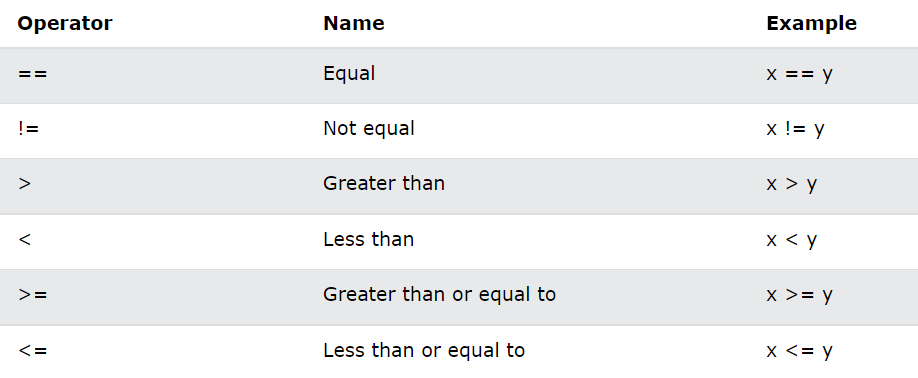 Operator Name Example
== Equal x == y
!= Not equal x != y
> Greater than x > y
< Less than x < y
>= Greater than or equal to x >= y
<= Less than or equal to x <= y